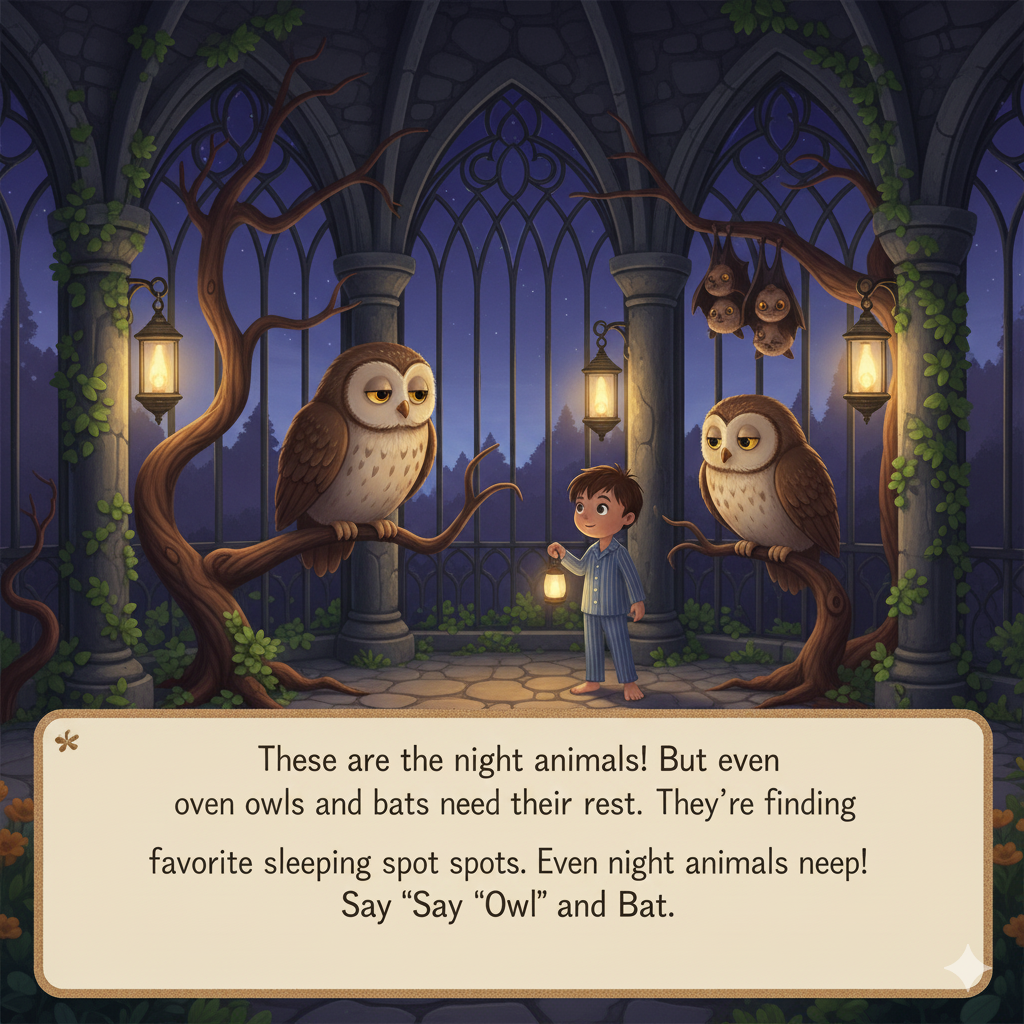 These are the night animals! But even
oven owls and bats need their rest. They’re finding
favorite sleeping spot spots. Even night animals neep!
Say “Say “Owl” and Bat.